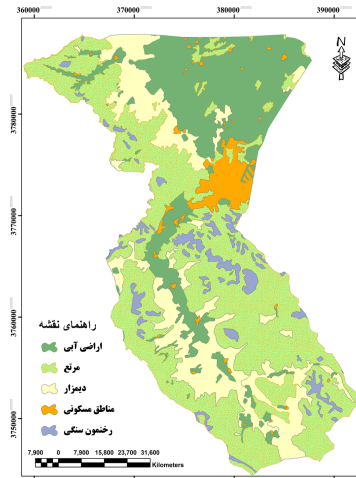 360000 370000 380000 390000
N
3780000
3770000
3760000
3750000
راهنمای نقشه
اراضی آبی
مرتع
دیمزار
مناطق مسکونی
رخنمون سنگی
7,900 0 7,900 15,800 23,700 31,600
Kilometers